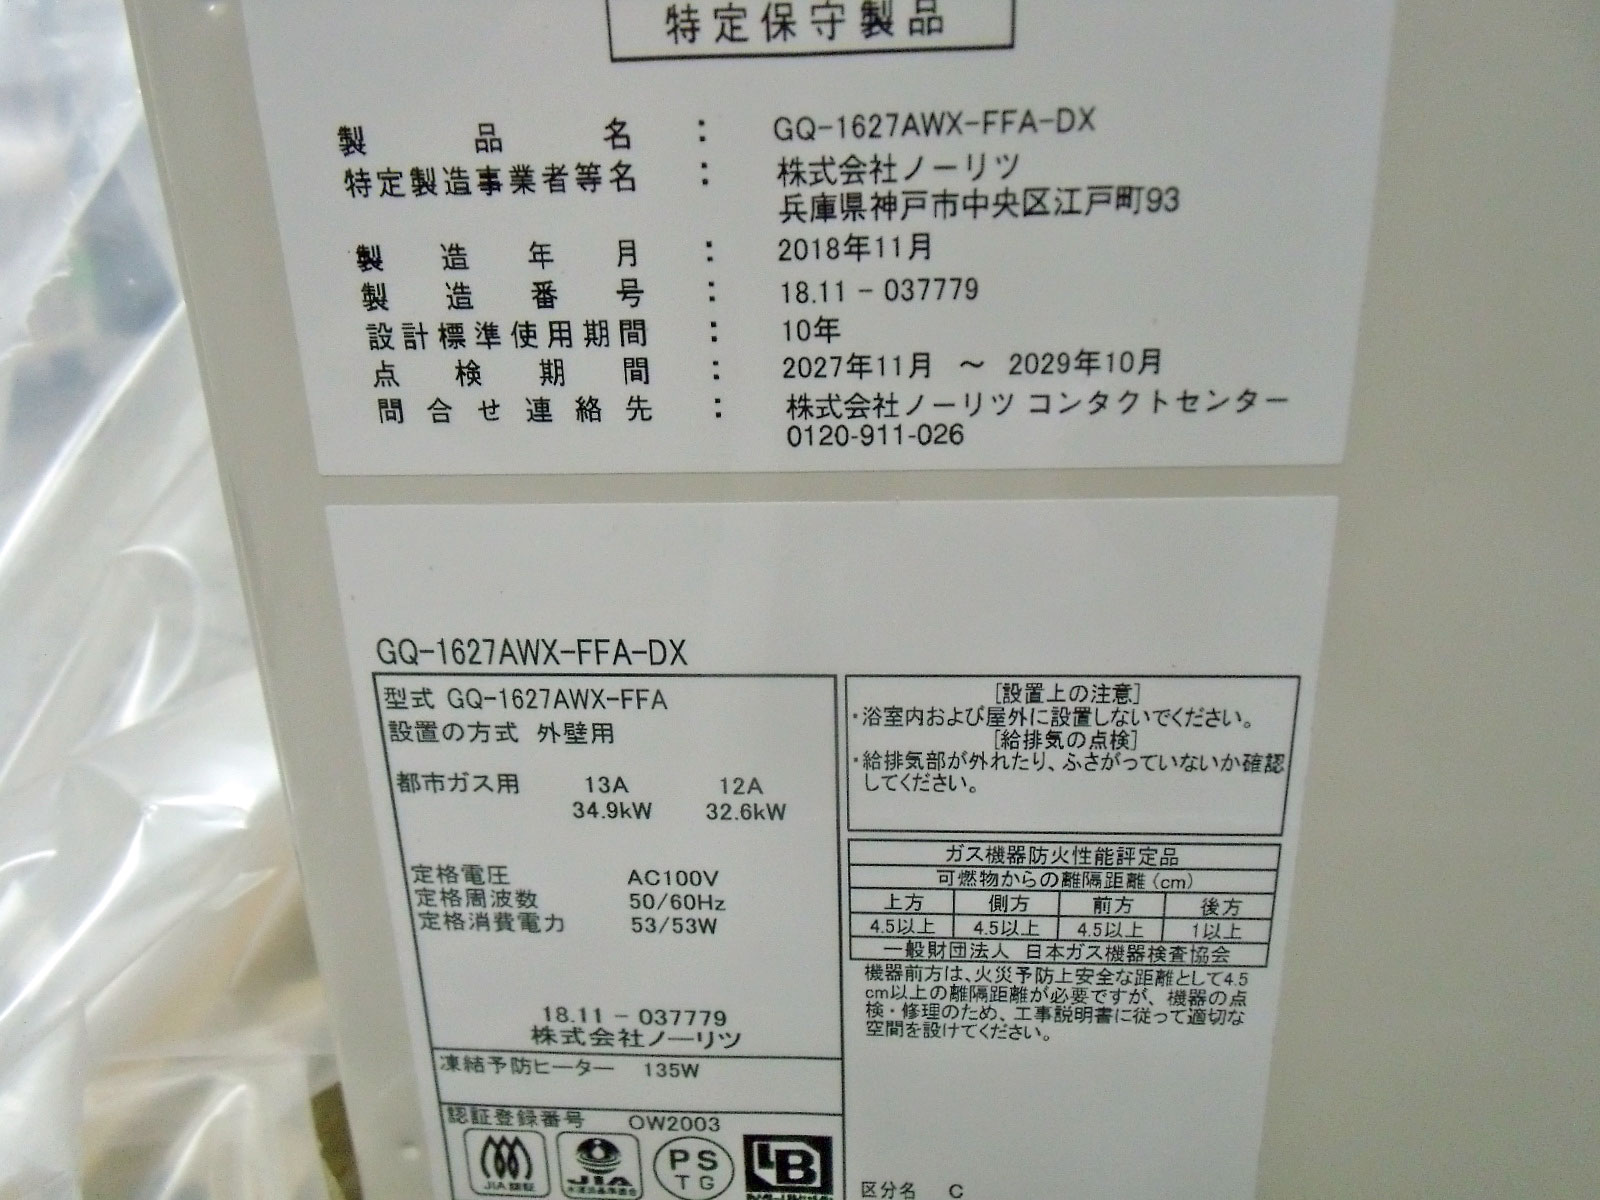 特定保守製品
製品名 : GQ-1627AWX-FFA-DX
特定製造事業者等名 : 株式会社ノーリツ
兵庫県神戸市中央区江戸町93
製造年月 : 2018年11月
製造番号 : 18.11 - 037779
設計標準使用期間 : 10年
点検期間 : 2027年11月 ~ 2029年10月
問合せ連絡先 : 株式会社ノーリツ コンタクトセンター
0120-911-026
GQ-1627AWX-FFA-DX
型式 GQ-1627AWX-FFA
設置の方式 外壁用
都市ガス用 13A 12A
34.9kW 32.6kW
定格電圧 AC100V
定格周波数 50/60Hz
定格消費電力 53/53W
18.11 - 037779
株式会社ノーリツ
凍結予防ヒーター 135W
認証登録番号 OW2003
JIA認証
JIA
PS
TG
LB
[設置上の注意]
・浴室内および屋外に設置しないでください。
[給排気の点検]
・給排気部が外れたり、ふさがっていないか確認
してください。
ガス機器防火性能評定品
可燃物からの離隔距離(cm)
上方 側方 前方 後方
4.5以上 4.5以上 4.5以上 1以上
一般財団法人 日本ガス機器検査協会
機器前方は、火災予防上安全な距離として4.5
cm以上の離隔距離が必要ですが、機器の点
検・修理のため、工事説明書に従って適切な
空間を設けてください。
区分名 C